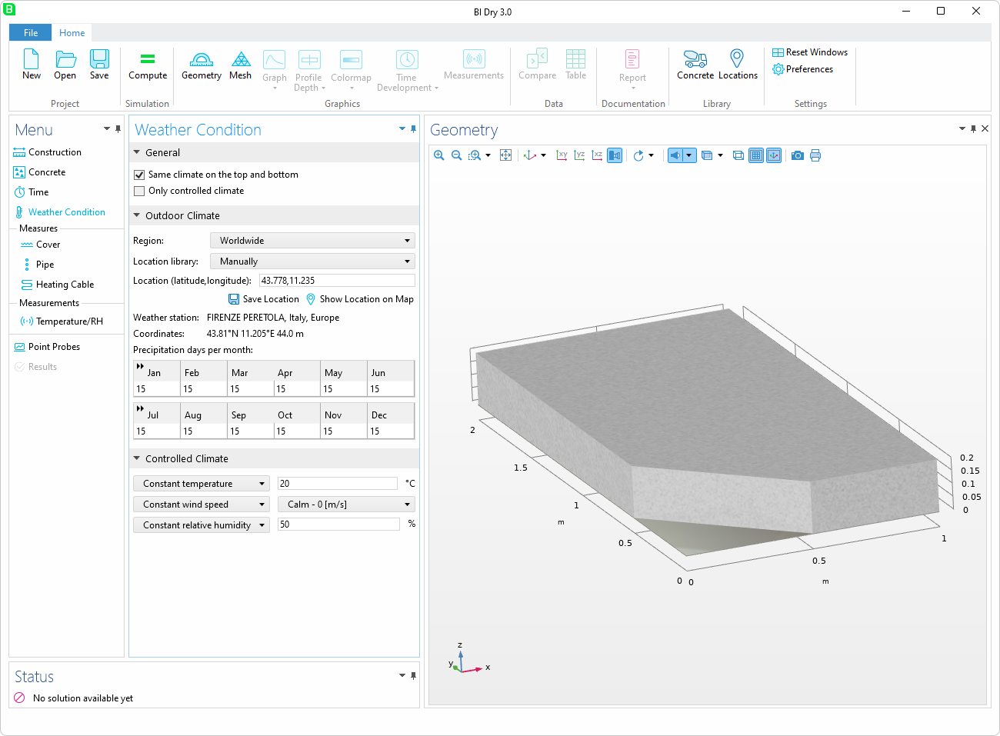 BI Dry 3.0
File Home
New Open Save Compute Geometry Mesh Graph Profile Depth Colormap Time Development Measurements Compare Table Report Concrete Locations
Reset Windows
Preferences
Project Simulation Graphics Data Documentation Library Settings
Menu
Construction
Concrete
Time
Weather Condition
Measures
Cover
Pipe
Heating Cable
Measurements
Temperature/RH
Point Probes
Results
Weather Condition
General
Same climate on the top and bottom
Only controlled climate
Outdoor Climate
Region: Worldwide
Location library: Manually
Location (latitude,longitude): 43.778,11.235
Save Location Show Location on Map
Weather station: FIRENZE PERETOLA, Italy, Europe
Coordinates: 43.81°N 11.205°E 44.0 m
Precipitation days per month:
Jan Feb Mar Apr May Jun
15 15 15 15 15 15
Jul Aug Sep Oct Nov Dec
15 15 15 15 15 15
Controlled Climate
Constant temperature 20 °C
Constant wind speed Calm - 0 [m/s]
Constant relative humidity 50 %
Geometry
xy yz xz
2
1.5
1
m
0.5
0
0
0.5
m
1
0.2
0.15
0.1
0.05
0
z
y
x
Status
No solution available yet